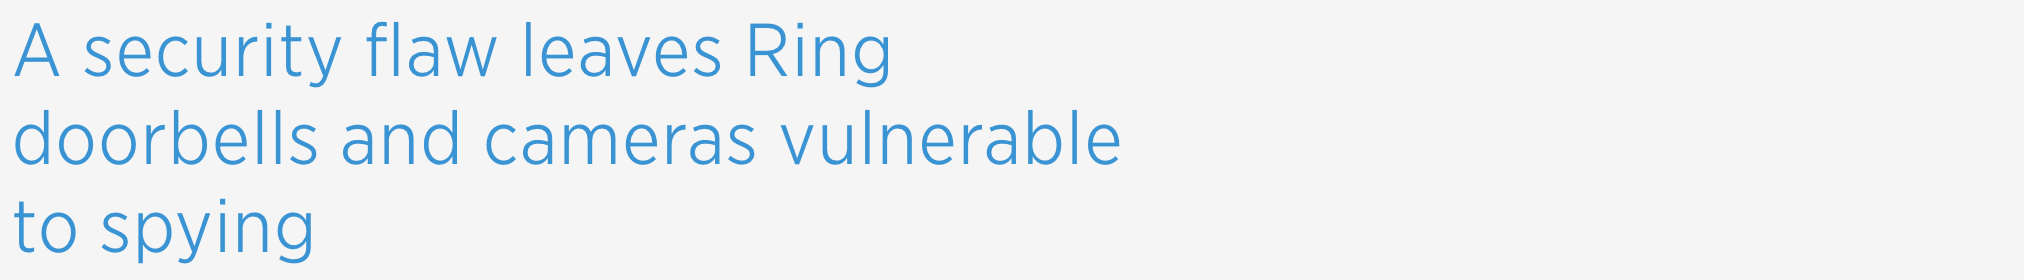 A security flaw leaves Ring
doorbells and cameras vulnerable
to spying